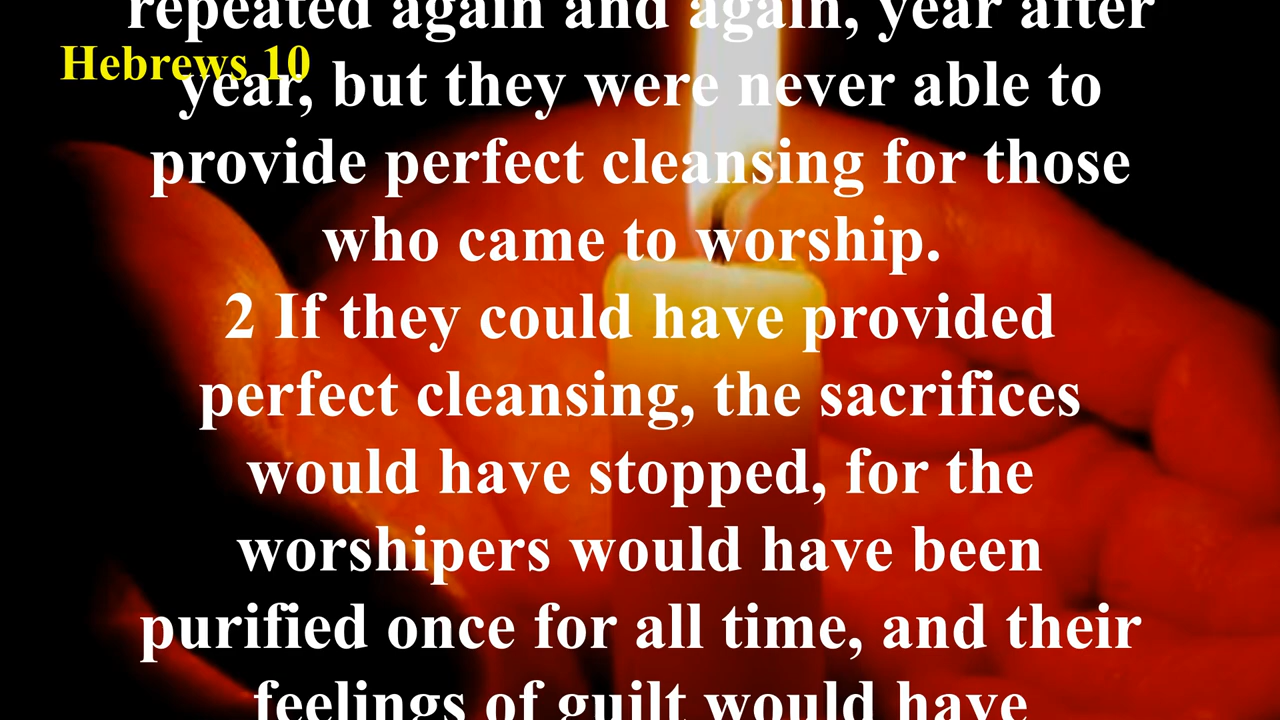 repeated again and again, year after
Hebrews 10
year, but they were never able to
provide perfect cleansing for those
who came to worship.
2 If they could have provided
perfect cleansing, the sacrifices
would have stopped, for the
worshipers would have been
purified once for all time, and their
feelings of guilt would have